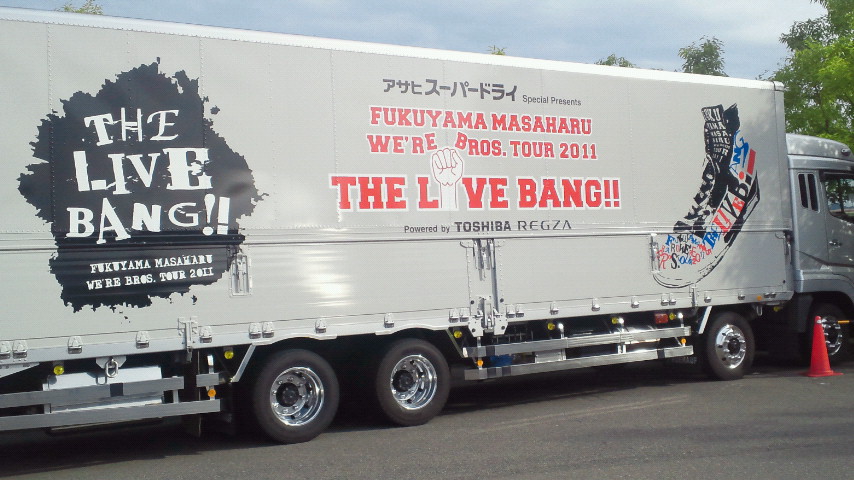 THE
LIVE
BANG!!
FUKUYAMA MASAHARU
WE'RE BROS. TOUR 2011
アサヒスーパードライ Special Presents
FUKUYAMA MASAHARU
WE'RE BROS. TOUR 2011
THE LIVE BANG!!
Powered by TOSHIBA REGZA